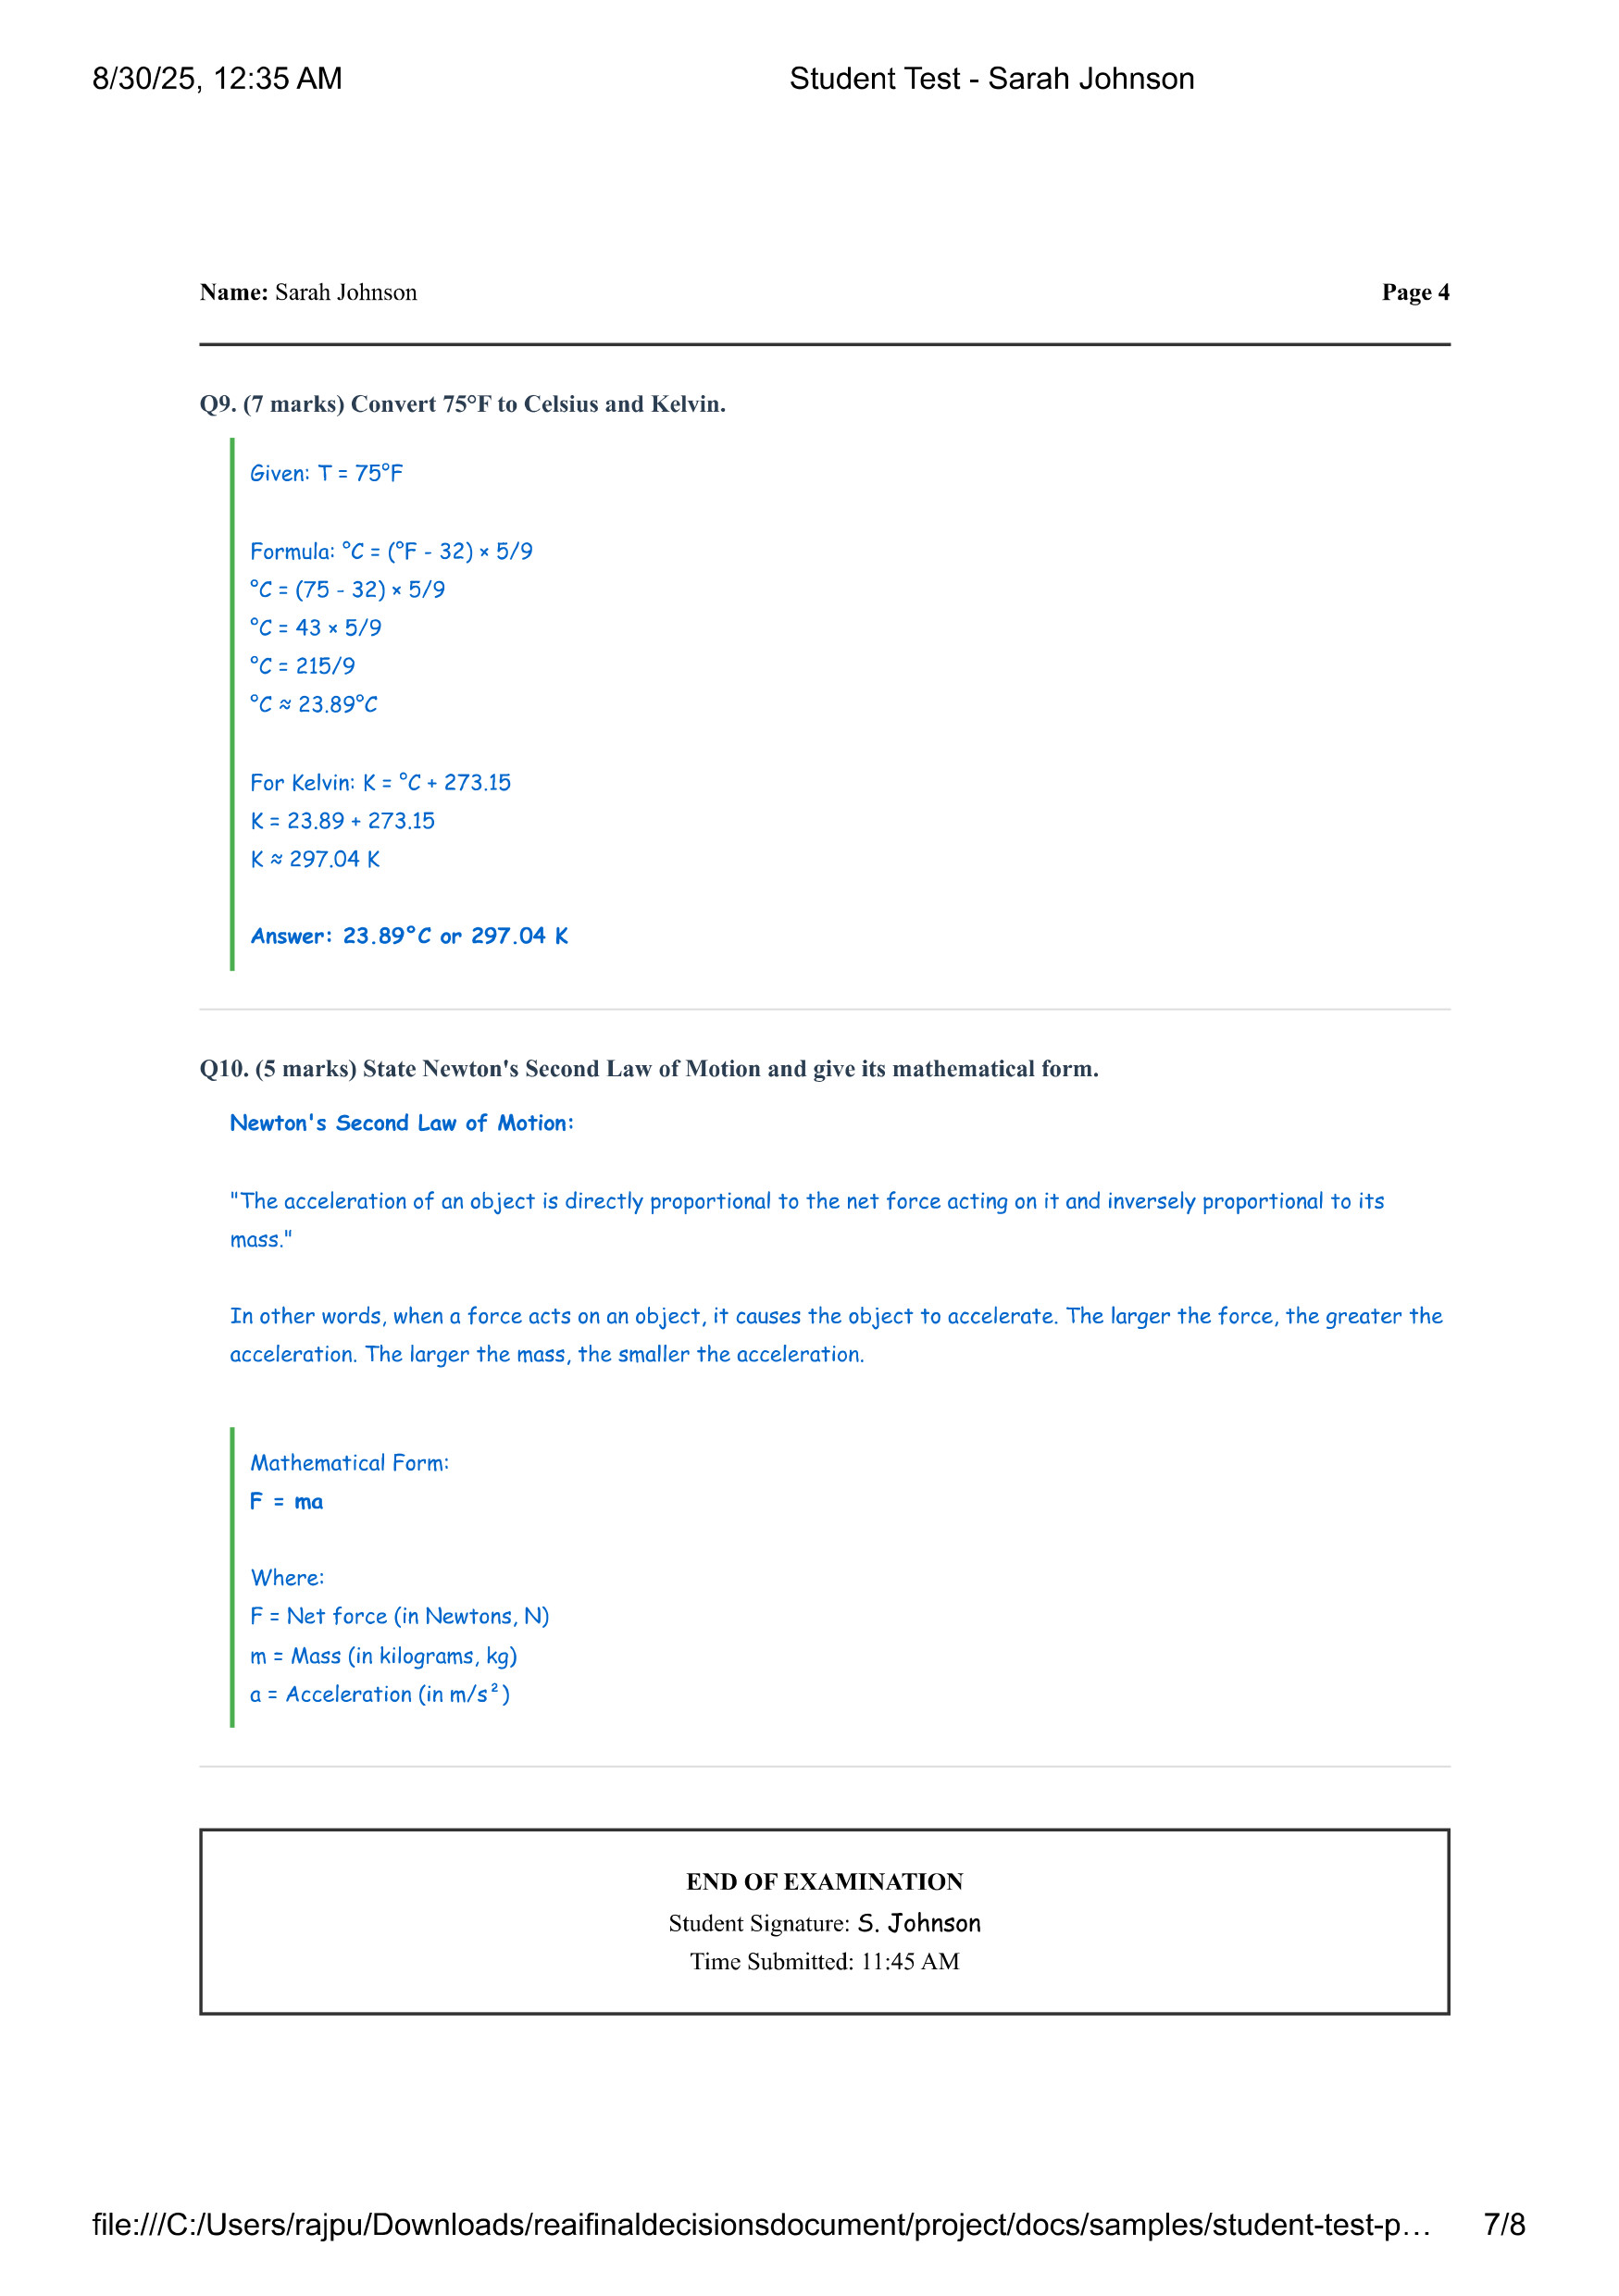 8/30/25, 12:35 AM Student Test - Sarah Johnson
Name: Sarah Johnson Page 4
Q9. (7 marks) Convert 75°F to Celsius and Kelvin.
Given: T = 75°F
Formula: °C = (°F - 32) × 5/9
°C = (75 - 32) × 5/9
°C = 43 × 5/9
°C = 215/9
°C ≈ 23.89°C
For Kelvin: K = °C + 273.15
K = 23.89 + 273.15
K ≈ 297.04 K
Answer: 23.89°C or 297.04 K
Q10. (5 marks) State Newton's Second Law of Motion and give its mathematical form.
Newton's Second Law of Motion:
"The acceleration of an object is directly proportional to the net force acting on it and inversely proportional to its
mass."
In other words, when a force acts on an object, it causes the object to accelerate. The larger the force, the greater the
acceleration. The larger the mass, the smaller the acceleration.
Mathematical Form:
F = ma
Where:
F = Net force (in Newtons, N)
m = Mass (in kilograms, kg)
a = Acceleration (in m/s²)
END OF EXAMINATION
Student Signature: S. Johnson
Time Submitted: 11:45 AM
file:///C:/Users/rajpu/Downloads/reaifinaldecisionsdocument/project/docs/samples/student-test-p… 7/8